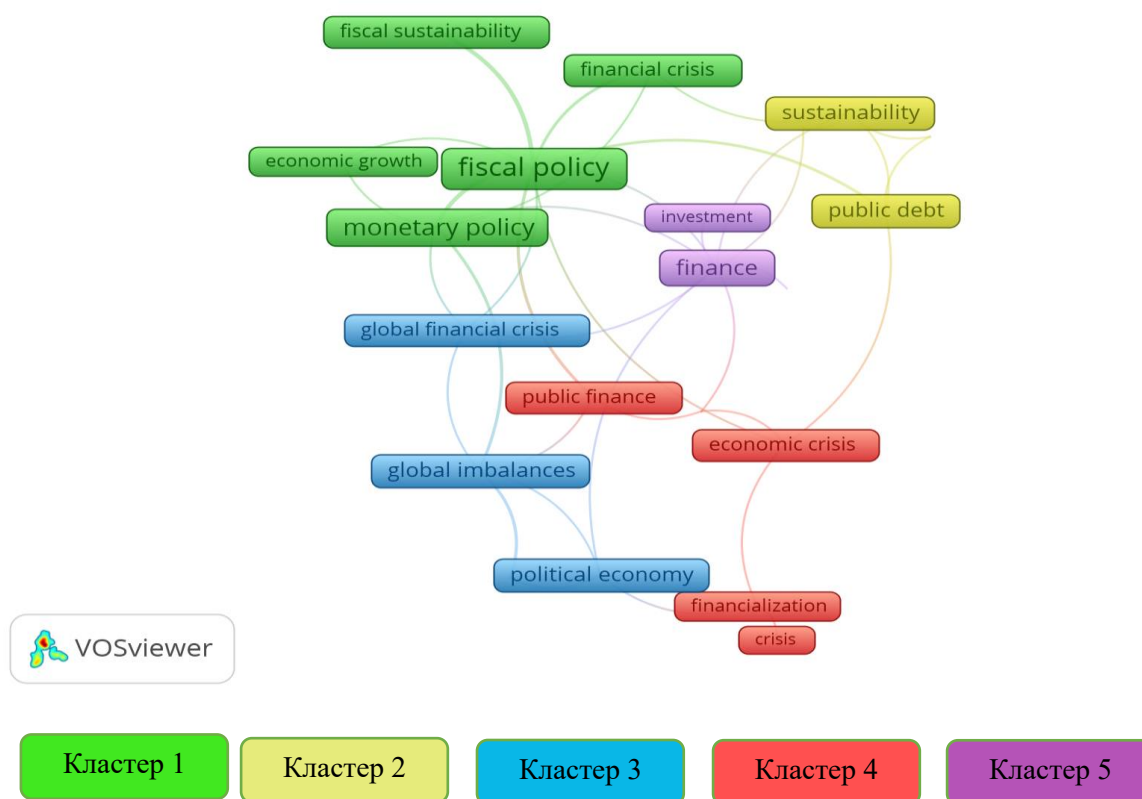 fiscal sustainability
financial crisis
sustainability
economic growth
fiscal policy
public debt
investment
monetary policy
finance
global financial crisis
public finance
economic crisis
global imbalances
political economy
financialization
crisis
VOSviewer
Кластер 1
Кластер 2
Кластер 3
Кластер 4
Кластер 5